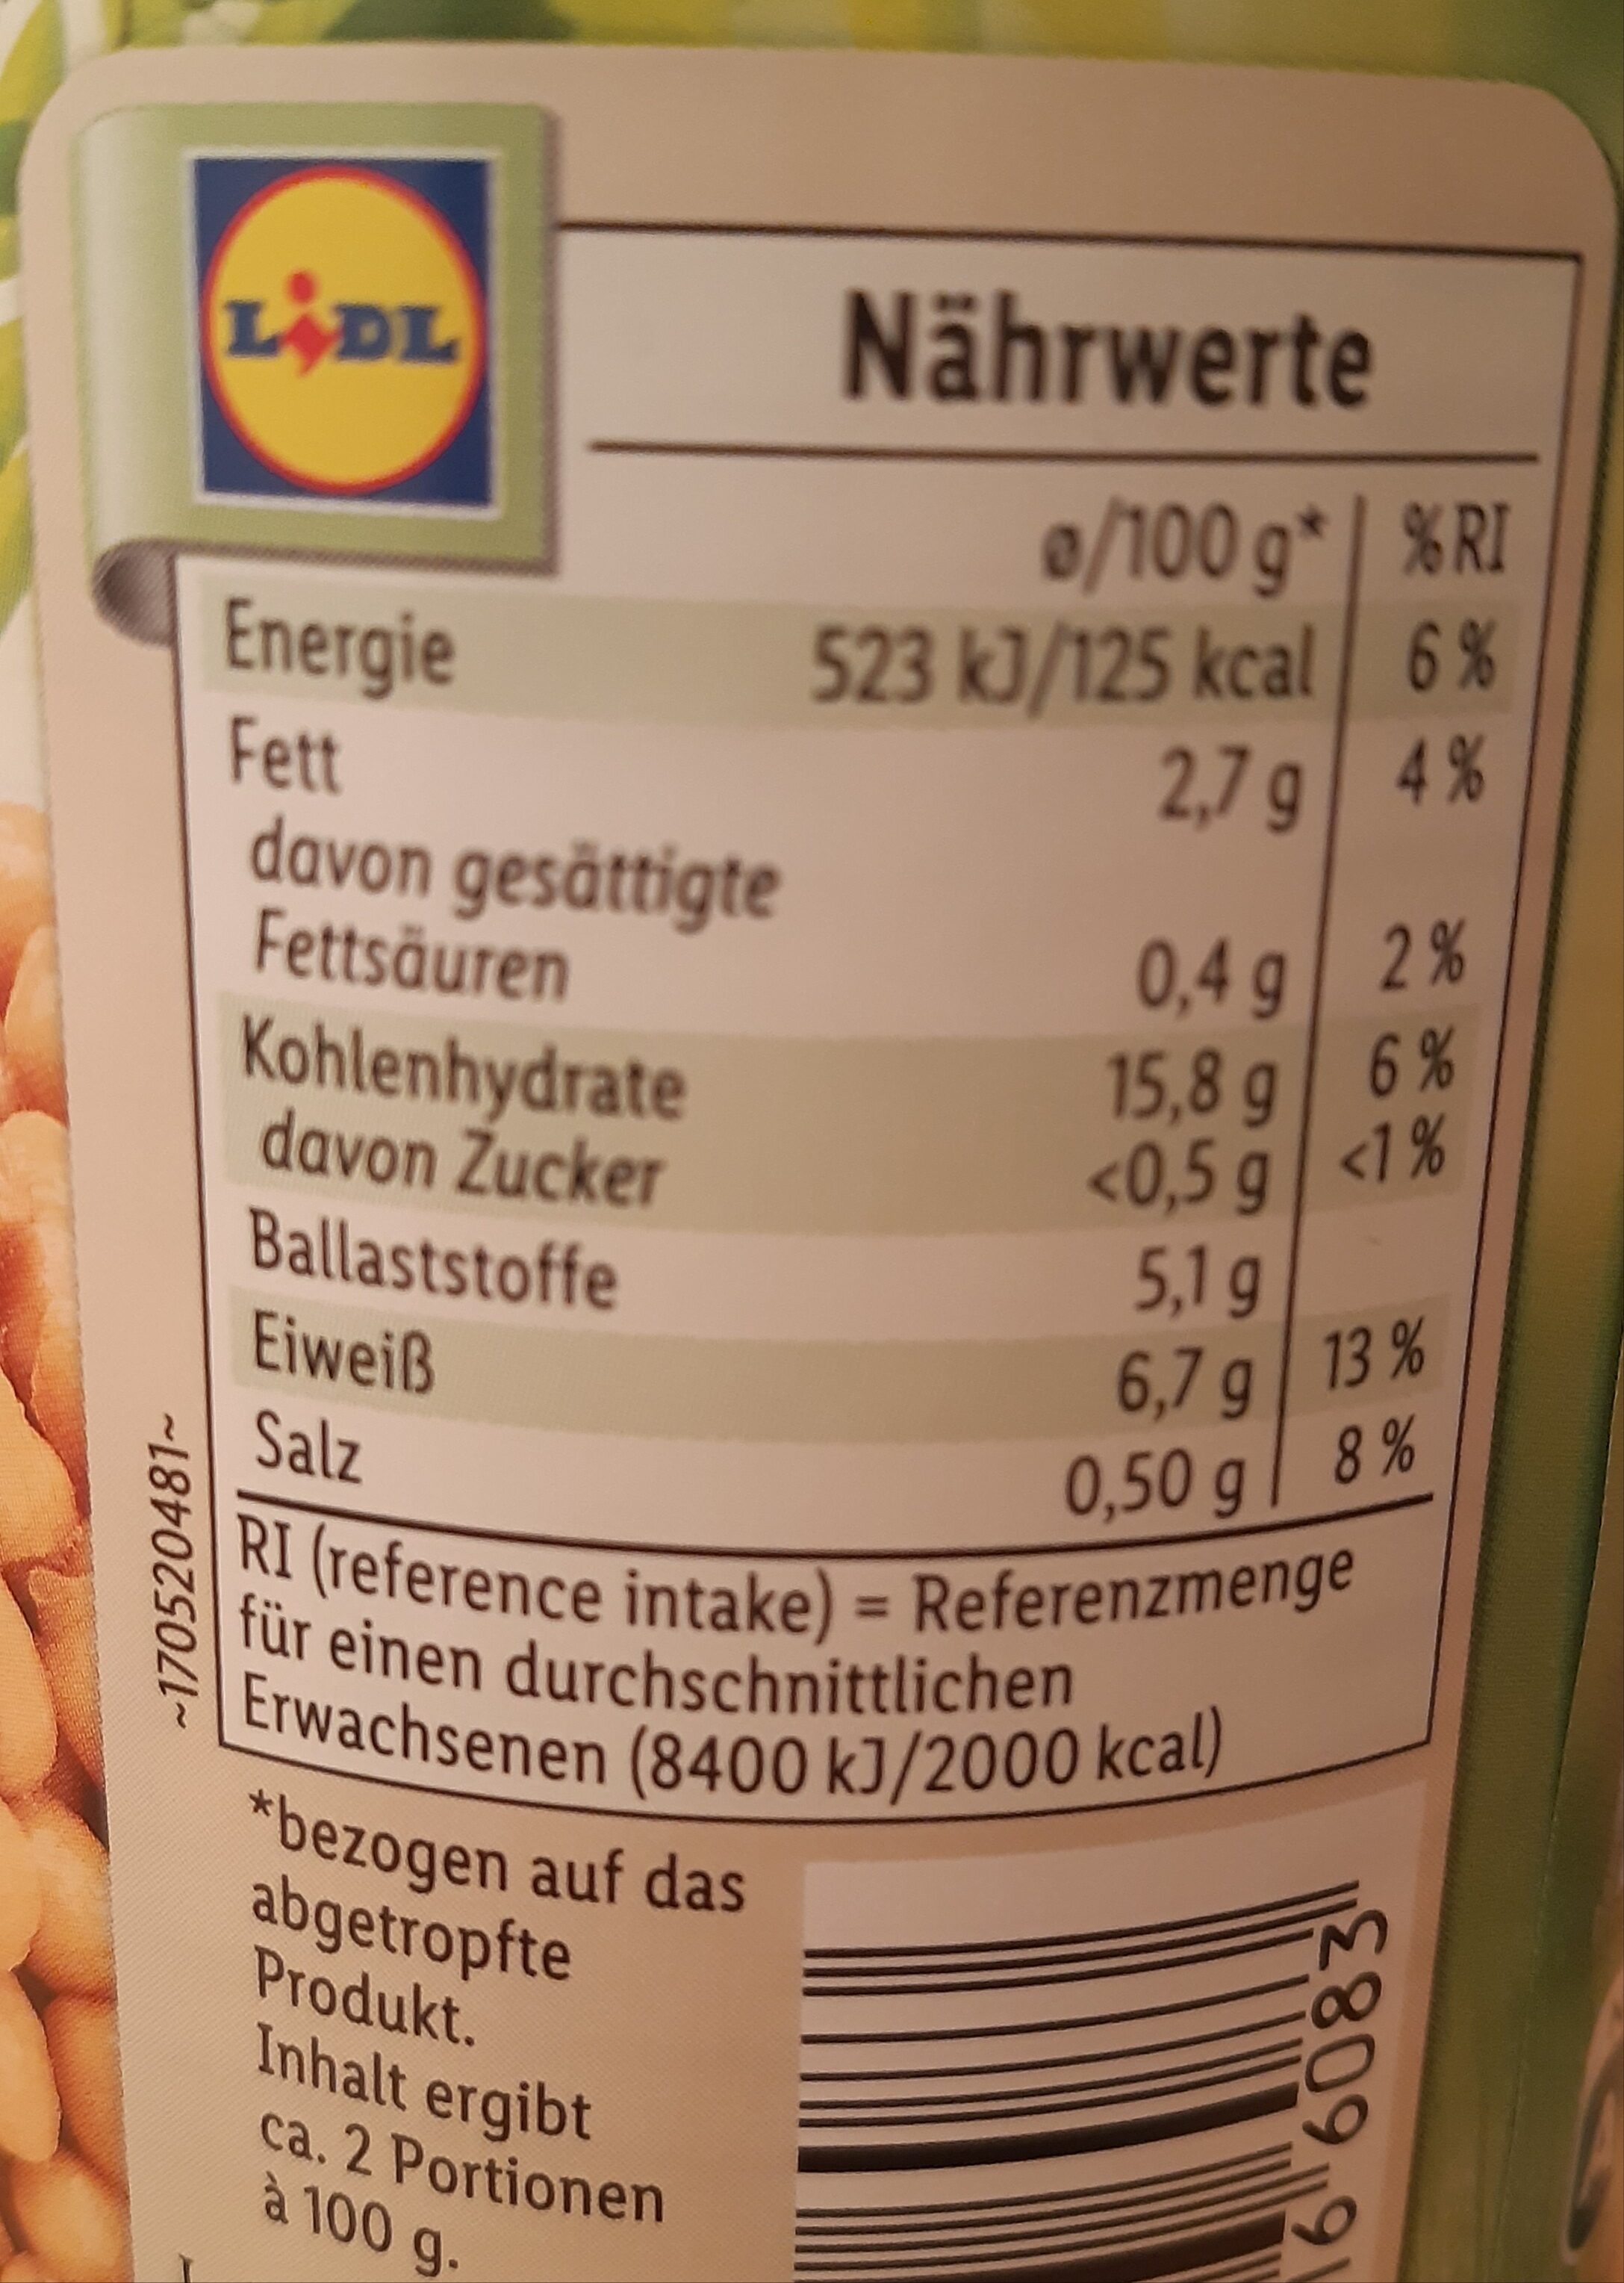 LIDL
Nährwerte
ø/100 g* %RI
Energie 523 kJ/125 kcal 6 %
Fett 2,7 g 4 %
davon gesättigte
Fettsäuren 0,4 g 2 %
Kohlenhydrate 15,8 g 6 %
davon Zucker <0,5 g <1 %
Ballaststoffe 5,1 g
Eiweiß 6,7 g 13 %
Salz 0,50 g 8 %
RI (reference intake) = Referenzmenge
für einen durchschnittlichen
Erwachsenen (8400 kJ/2000 kcal)
~170520481~
*bezogen auf das
abgetropfte
Produkt.
Inhalt ergibt
ca. 2 Portionen
à 100 g.
6083